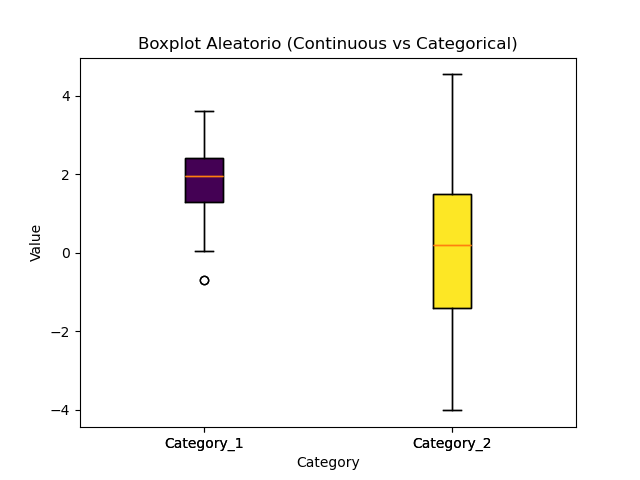 Boxplot Aleatorio (Continuous vs Categorical)
4
2
0
−2
−4
Value
Category_1
Category_2
Category